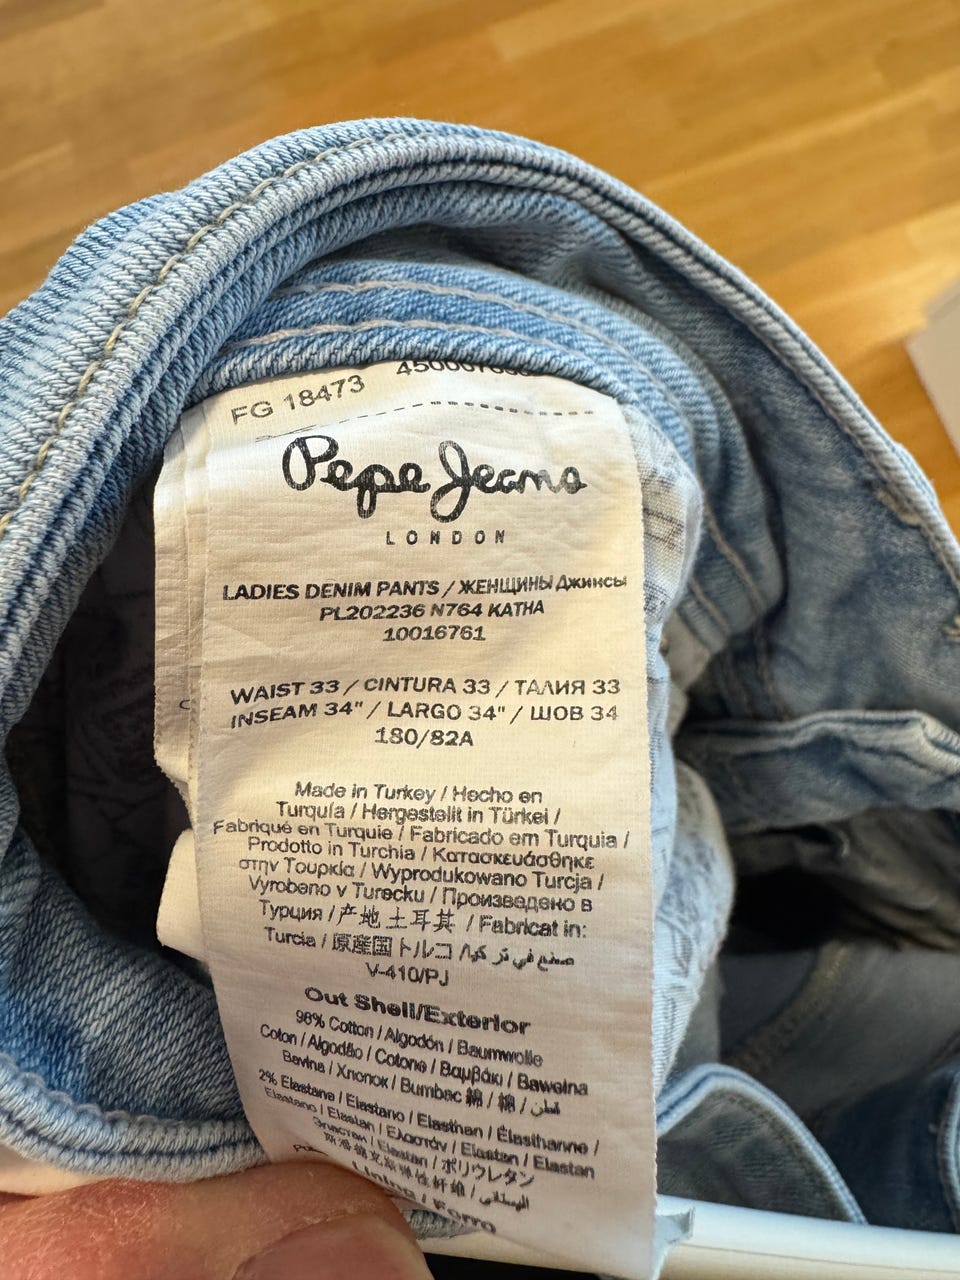 FG 18473
Pepe Jeans
LONDON
LADIES DENIM PANTS / ЖЕНЩИНЫ Джинсы
PL202236 N764 KATHA
10016761
WAIST 33 / CINTURA 33 / ТАЛИЯ 33
INSEAM 34" / LARGO 34" / ШОВ 34
180/82A
Made in Turkey / Hecho en
Turquía / Hergestellt in Türkei /
Fabriqué en Turquie / Fabricado em Turquia /
Prodotto in Turchia / Κατασκευάσθηκε
στην Τουρκία / Wyprodukowano Turcja /
Vyrobeno v Turecku / Произведено в
Турции / 产地 土耳其 / Fabricat in:
Turcia / 原産国 トルコ / صنع في تركيا
V-410/PJ
Out Shell/Exterior
98% Cotton / Algodón / Baumwolle
Coton / Algodão / Cotone / Βαμβάκι / Bawełna
Bavlna / Хлопок / Bumbac 綿 / 棉 / قطن
2% Elastane / Elastano / Elasthan / Élasthanne /
Elastano / Elastan / Ελαστάν / Elastan / Elastan
Эластан / Elastan / ポリウレタン
Lining / Forro